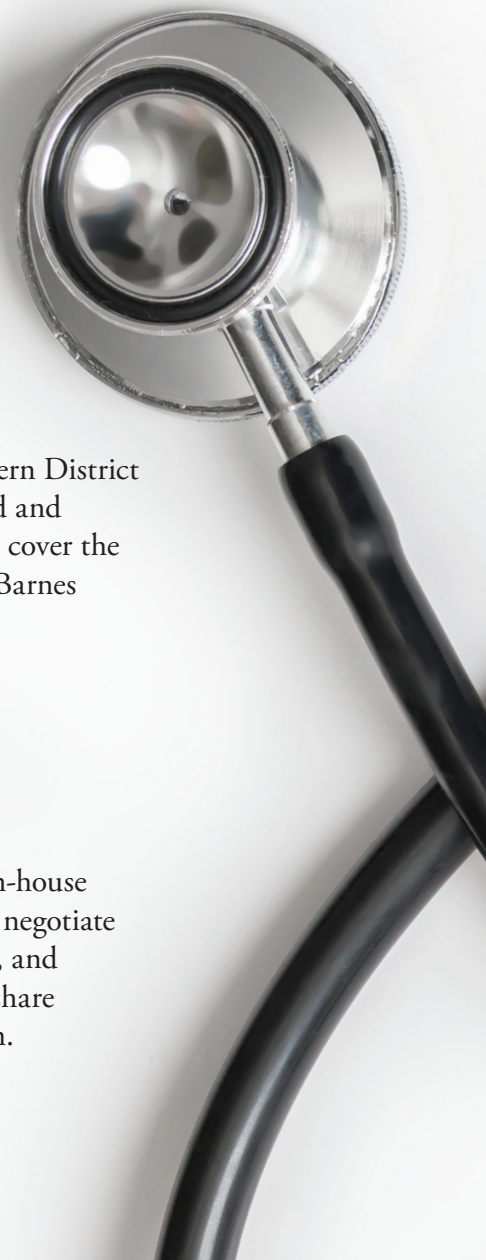 ern District
d and
cover the
Barnes
n-house
negotiate
, and
hare
n.